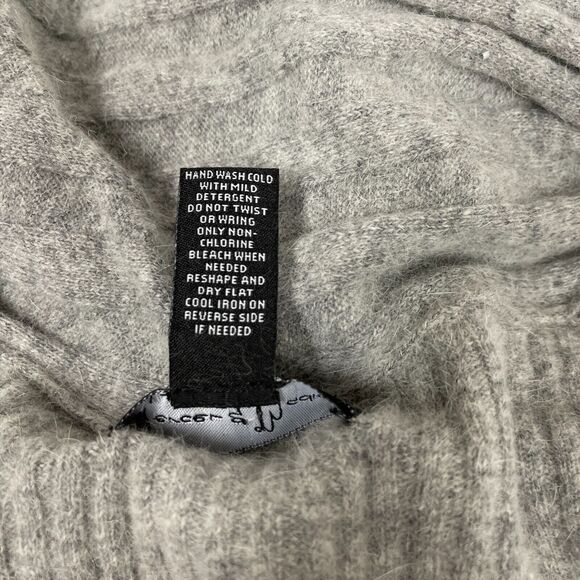 HAND WASH COLD
WITH MILD
DETERGENT
DO NOT TWIST
OR WRING
ONLY NON-
CHLORINE
BLEACH WHEN
NEEDED
RESHAPE AND
DRY FLAT
COOL IRON ON
REVERSE SIDE
IF NEEDED